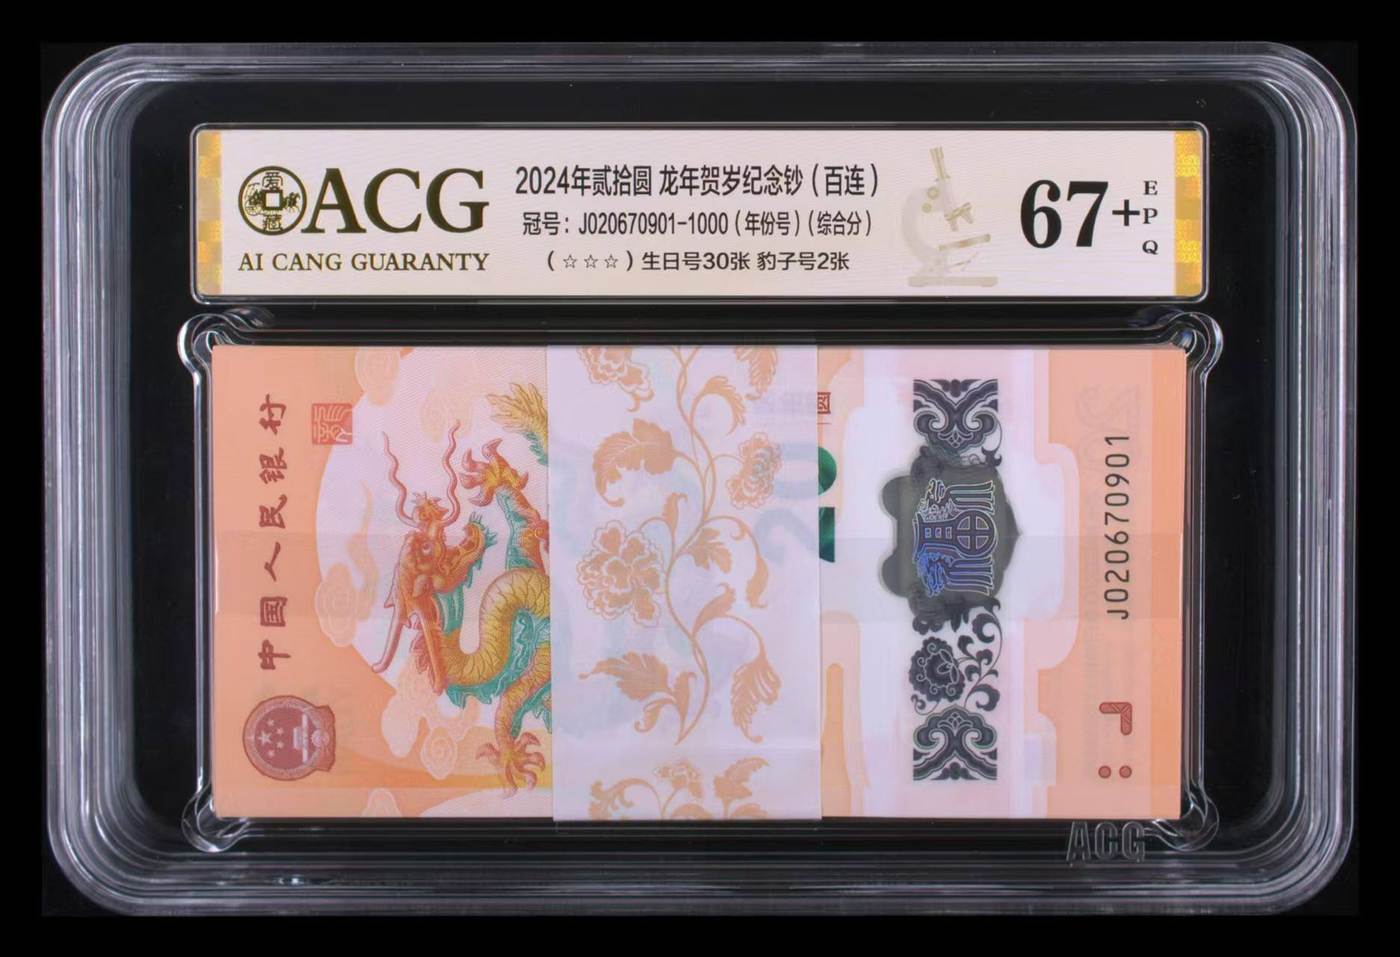 ACG
AI CANG GUARANTY
2024年贰拾圆 龙年贺岁纪念钞（百连）
冠号：J020670901-1000（年份号）(综合分)
（☆☆☆）生日号30张 豹子号2张
67+
EPQ
中国人民银行
J020670901
ACG